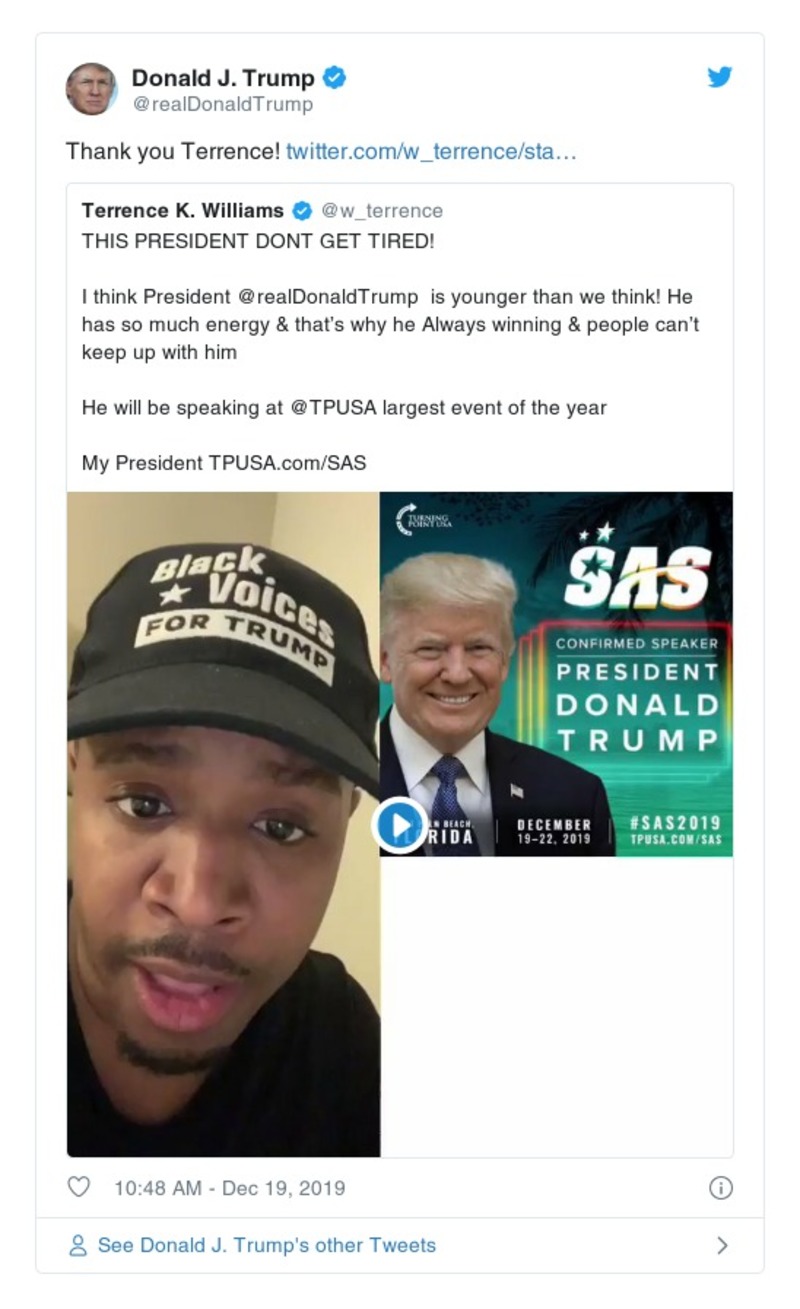 Donald J. Trump
@realDonaldTrump
Thank you Terrence! twitter.com/w_terrence/sta…
Terrence K. Williams @w_terrence
THIS PRESIDENT DONT GET TIRED!
I think President @realDonaldTrump is younger than we think! He
has so much energy & that’s why he Always winning & people can’t
keep up with him
He will be speaking at @TPUSA largest event of the year
My President TPUSA.com/SAS
Black
Voices
FOR TRUMP
TURNING
POINT USA
SAS
CONFIRMED SPEAKER
PRESIDENT
DONALD
TRUMP
BEACH,
DECEMBER
19-22, 2019
#SAS2019
TPUSA.COM/SAS
10:48 AM - Dec 19, 2019
See Donald J. Trump's other Tweets